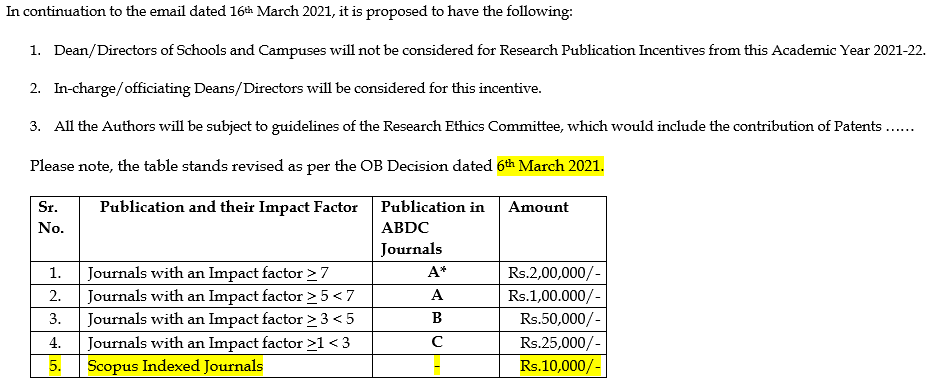 In continuation to the email dated 16th March 2021, it is proposed to have the following:
1. Dean/Directors of Schools and Campuses will not be considered for Research Publication Incentives from this Academic Year 2021-22.
2. In-charge/officiating Deans/Directors will be considered for this incentive.
3. All the Authors will be subject to guidelines of the Research Ethics Committee, which would include the contribution of Patents ......
Please note, the table stands revised as per the OB Decision dated 6th March 2021.
Sr. No. Publication and their Impact Factor Publication in ABDC Journals Amount
1. Journals with an Impact factor ≥ 7 A* Rs.2,00,000/-
2. Journals with an Impact factor ≥ 5 < 7 A Rs.1,00.000/-
3. Journals with an Impact factor ≥ 3 < 5 B Rs.50,000/-
4. Journals with an Impact factor ≥1 < 3 C Rs.25,000/-
5. Scopus Indexed Journals - Rs.10,000/-